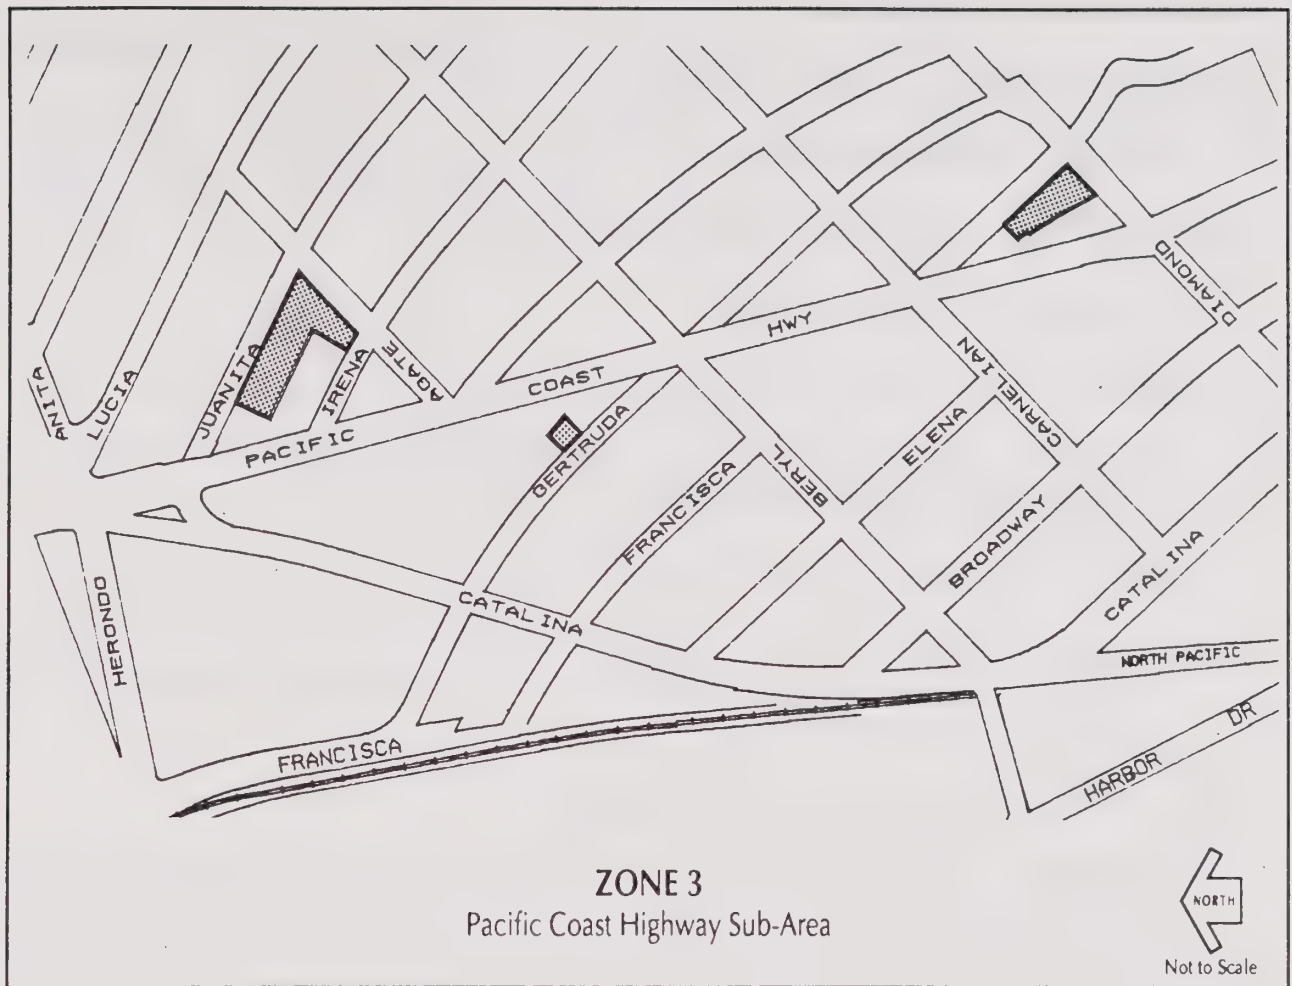 DIAMOND
HWY
COAST
AGATE
IRENA
JUANITA
LUCIA
ANITA
PACIFIC
GERTRUDA
FRANCISCA
BERYL
ELENA
CARNELIAN
BROADWAY
CATALINA
CATALINA
HERONDO
NORTH PACIFIC
FRANCISCA
HARBOR DR
ZONE 3
Pacific Coast Highway Sub-Area
NORTH
Not to Scale